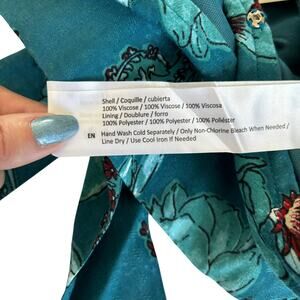 Shell / Coquille / cubierta
100% Viscose / 100% Viscose / 100% Viscosa
Lining / Doublure / forro
100% Polyester / 100% Polyester / 100% Poliéster
EN Hand Wash Cold Separately / Only Non-Chlorine Bleach When Needed /
Line Dry / Use Cool Iron If Needed